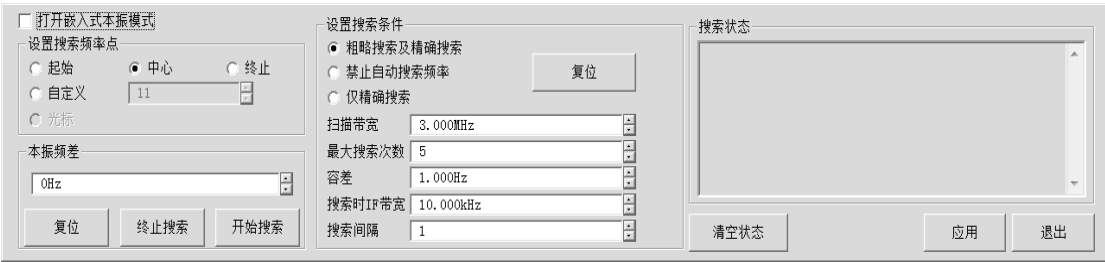 打开嵌入式本振模式
设置搜索频率点
起始 中心 终止
自定义 11
光标
本振频差
0Hz
复位 终止搜索 开始搜索
设置搜索条件
粗略搜索及精确搜索
禁止自动搜索频率
仅精确搜索
复位
扫描带宽 3.000MHz
最大搜索次数 5
容差 1.000Hz
搜索时IF带宽 10.000kHz
搜索间隔 1
搜索状态
清空状态 应用 退出